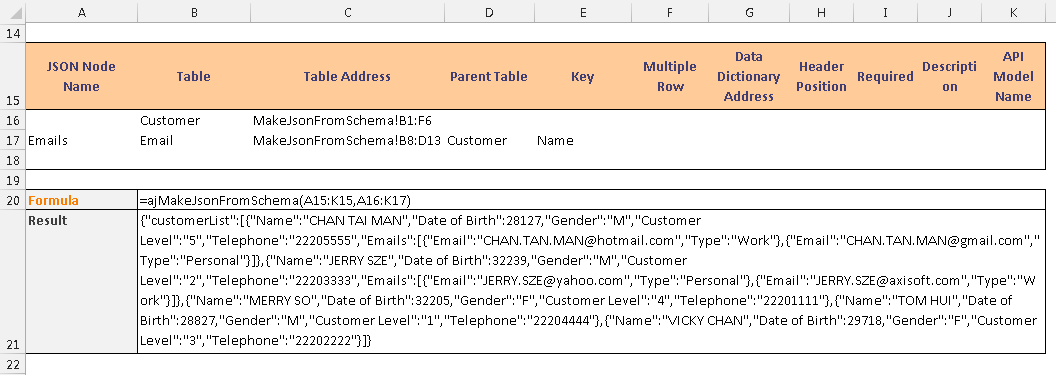 A B C D E F G H I J K
14
15 JSON Node Name Table Table Address Parent Table Key Multiple Row Data Dictionary Address Header Position Required Descripti on API Model Name
16 Customer MakeJsonFromSchema!B1:F6
17 Emails Email MakeJsonFromSchema!B8:D13 Customer Name
18
19
20 Formula =ajMakeJsonFromSchema(A15:K15,A16:K17)
Result {"customerList":[{"Name":"CHAN TAI MAN","Date of Birth":28127,"Gender":"M","Customer
Level":"5","Telephone":"22205555","Emails":[{"Email":"CHAN.TAN.MAN@hotmail.com","Type":"Work"},{"Email":"CHAN.TAN.MAN@gmail.com","
Type":"Personal"}]},{"Name":"JERRY SZE","Date of Birth":32239,"Gender":"M","Customer
Level":"2","Telephone":"22203333","Emails":[{"Email":"JERRY.SZE@yahoo.com","Type":"Personal"},{"Email":"JERRY.SZE@axisoft.com","Type":"W
ork"}]},{"Name":"MERRY SO","Date of Birth":32205,"Gender":"F","Customer Level":"4","Telephone":"22201111"},{"Name":"TOM HUI","Date of
Birth":28827,"Gender":"M","Customer Level":"1","Telephone":"22204444"},{"Name":"VICKY CHAN","Date of Birth":29718,"Gender":"F","Customer
21 Level":"3","Telephone":"22202222"}]}
22